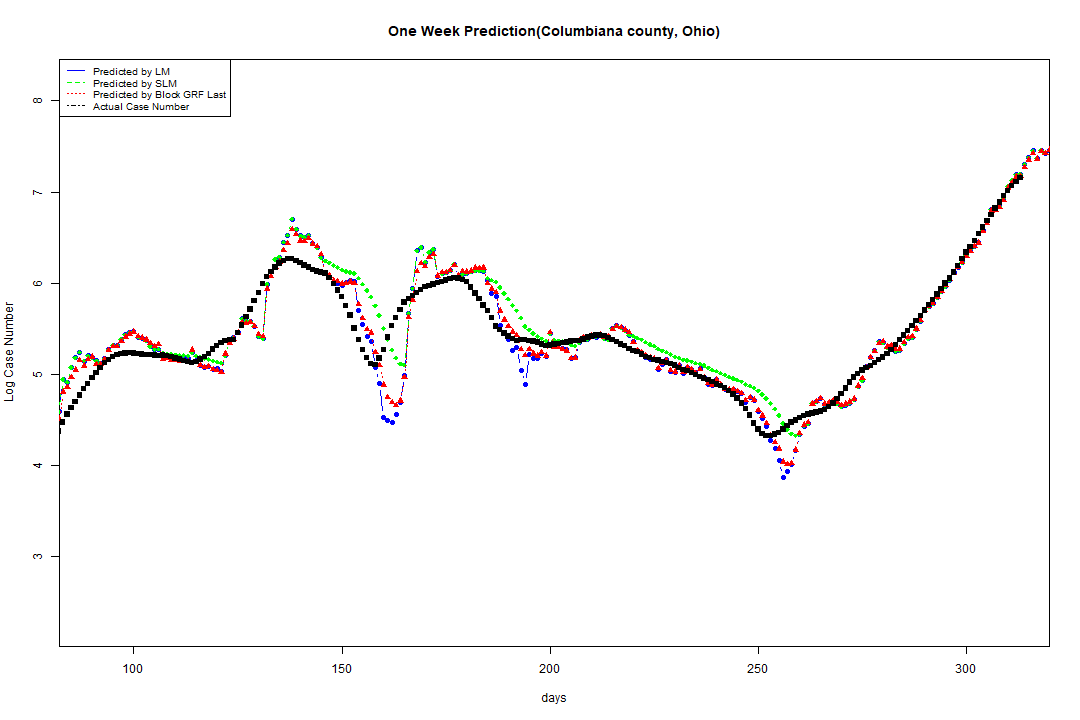 One Week Prediction(Columbiana county, Ohio)
Predicted by LM
Predicted by SLM
Predicted by Block GRF Last
Actual Case Number
8
7
6
5
4
3
Log Case Number
100 150 200 250 300
days